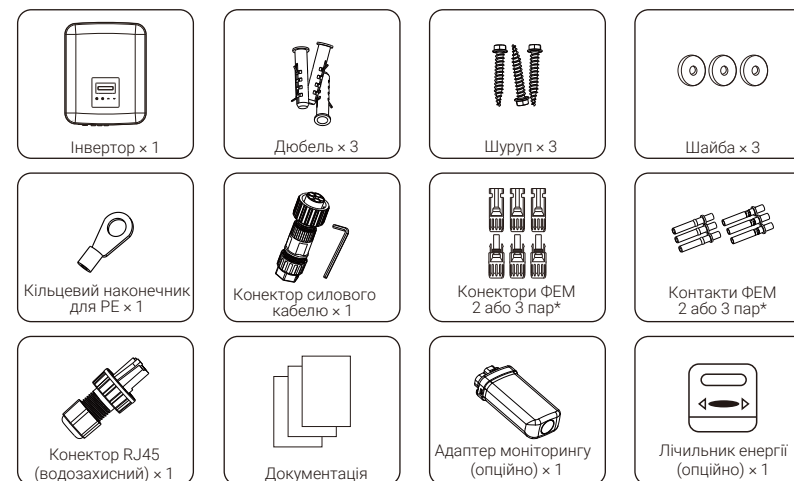 Інвертор × 1
Дюбель × 3
Шуруп × 3
Шайба × 3
Кільцевий наконечник
для PE × 1
Конектор силового
кабелю × 1
Конектори ФЕМ
2 або 3 пар*
Контакти ФЕМ
2 або 3 пар*
Конектор RJ45
(водозахисний) × 1
Документація
Адаптер моніторингу
(опційно) × 1
Лічильник енергії
(опційно) × 1